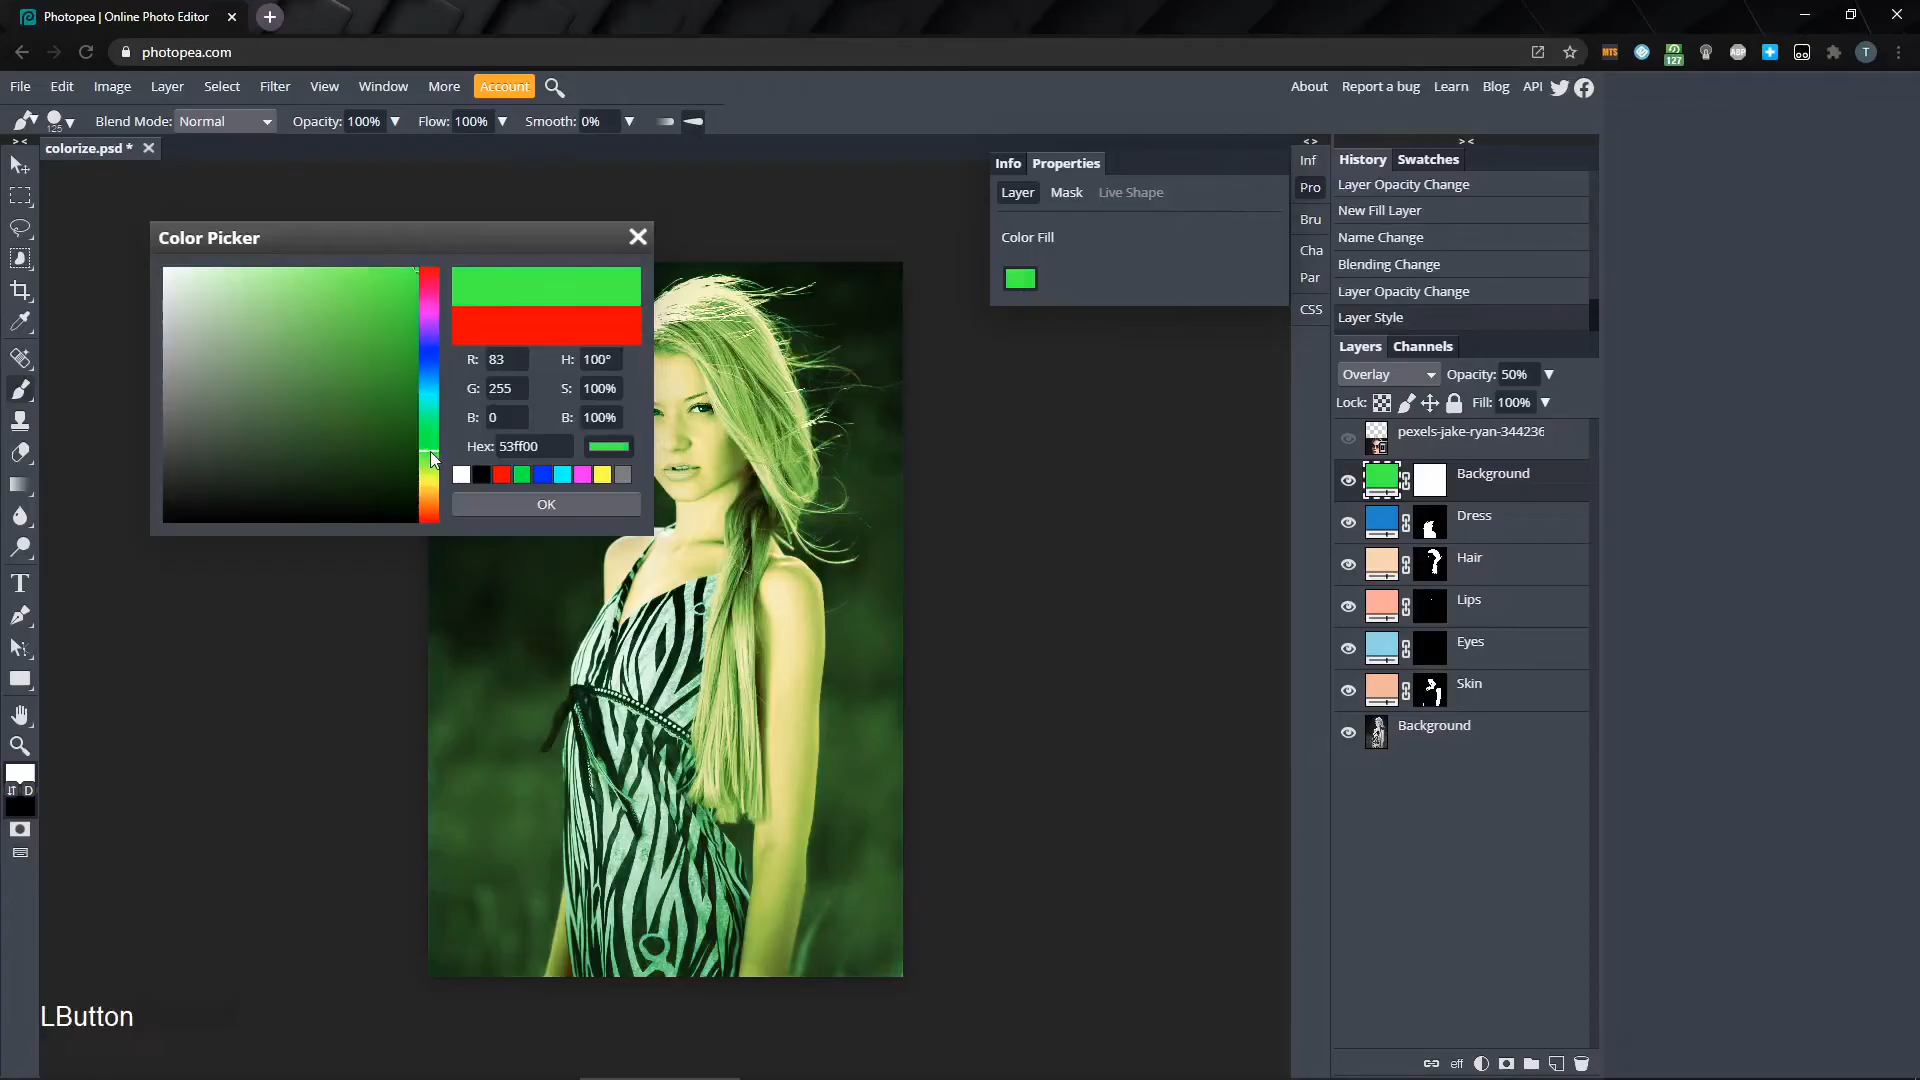 Photopea | Online Photo Editor
photopea.com
MTS
127
ABP
T
File Edit Image Layer Select Filter View Window More Account
About Report a bug Learn Blog API
125 Blend Mode: Normal Opacity: 100% Flow: 100% Smooth: 0%
colorize.psd *
Info Properties
Layer Mask Live Shape
Color Fill
Inf
Pro
Bru
Cha
Par
CSS
History Swatches
Layer Opacity Change
New Fill Layer
Name Change
Blending Change
Layer Opacity Change
Layer Style
Layers Channels
Overlay Opacity: 50%
Lock: Fill: 100%
pexels-jake-ryan-344236
Background
Dress
Hair
Lips
Eyes
Skin
Background
eff
Color Picker
R: 83 H: 100°
G: 255 S: 100%
B: 0 B: 100%
Hex: 53ff00
OK
T
D
LButton